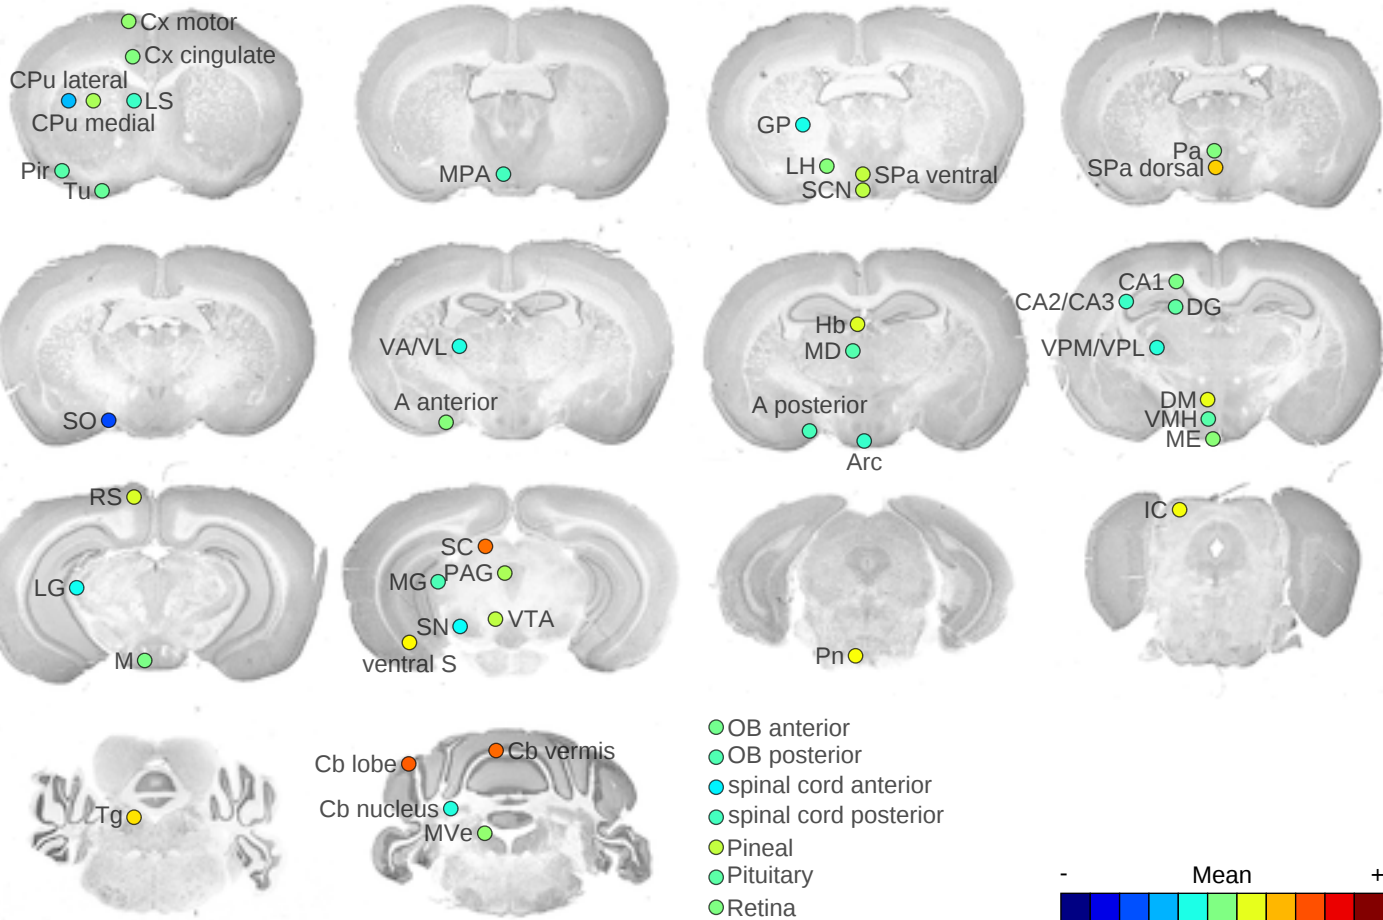 Cx motor
Cx cingulate
CPu lateral
LS
CPu medial
Pir
Tu
MPA
GP
LH
SPa ventral
SCN
Pa
SPa dorsal
SO
VA/VL
A anterior
Hb
MD
A posterior
Arc
CA1
CA2/CA3
DG
VPM/VPL
DM
VMH
ME
RS
LG
M
SC
PAG
MG
SN
VTA
ventral S
Pn
IC
Tg
Cb vermis
Cb lobe
Cb nucleus
MVe
OB anterior
OB posterior
spinal cord anterior
spinal cord posterior
Pineal
Pituitary
Retina
- Mean +